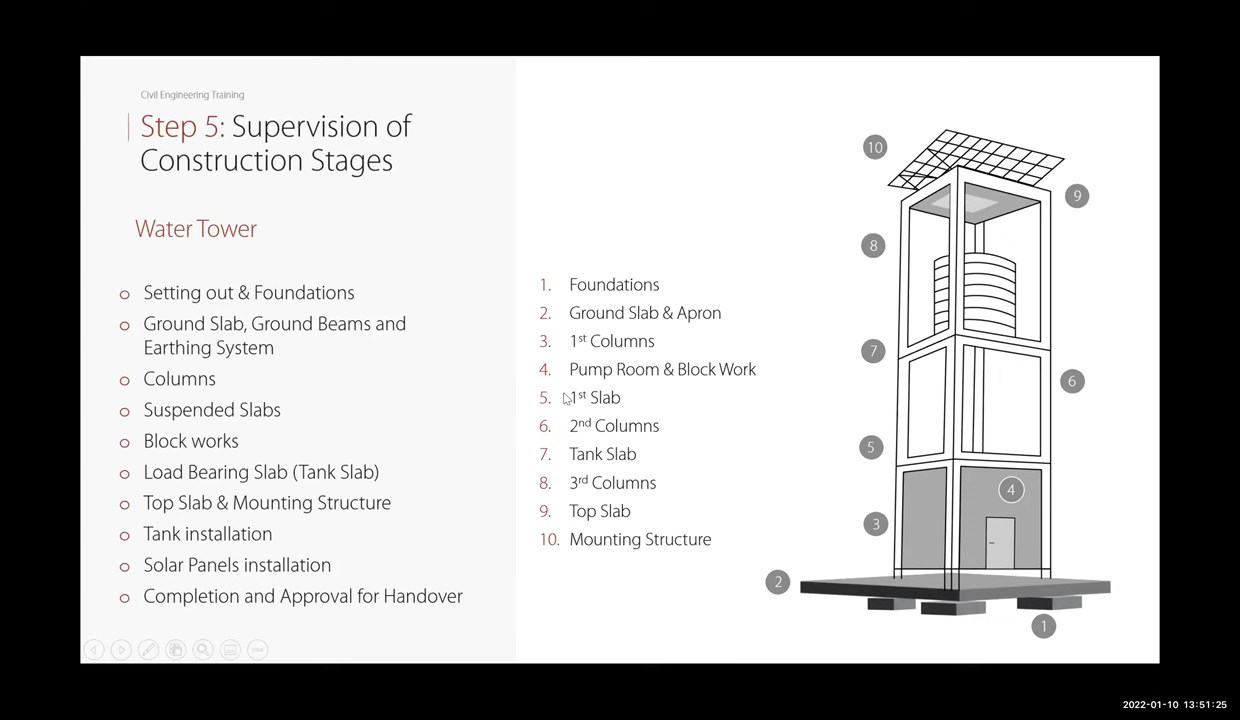 Civil Engineering Training
Step 5: Supervision of
Construction Stages
Water Tower
o Setting out & Foundations
o Ground Slab, Ground Beams and
Earthing System
o Columns
o Suspended Slabs
o Block works
o Load Bearing Slab (Tank Slab)
o Top Slab & Mounting Structure
o Tank installation
o Solar Panels installation
o Completion and Approval for Handover
1. Foundations
2. Ground Slab & Apron
3. 1st Columns
4. Pump Room & Block Work
5. 1st Slab
6. 2nd Columns
7. Tank Slab
8. 3rd Columns
9. Top Slab
10. Mounting Structure
10
9
8
7
6
5
4
3
2
1
2022-01-10 13:51:25